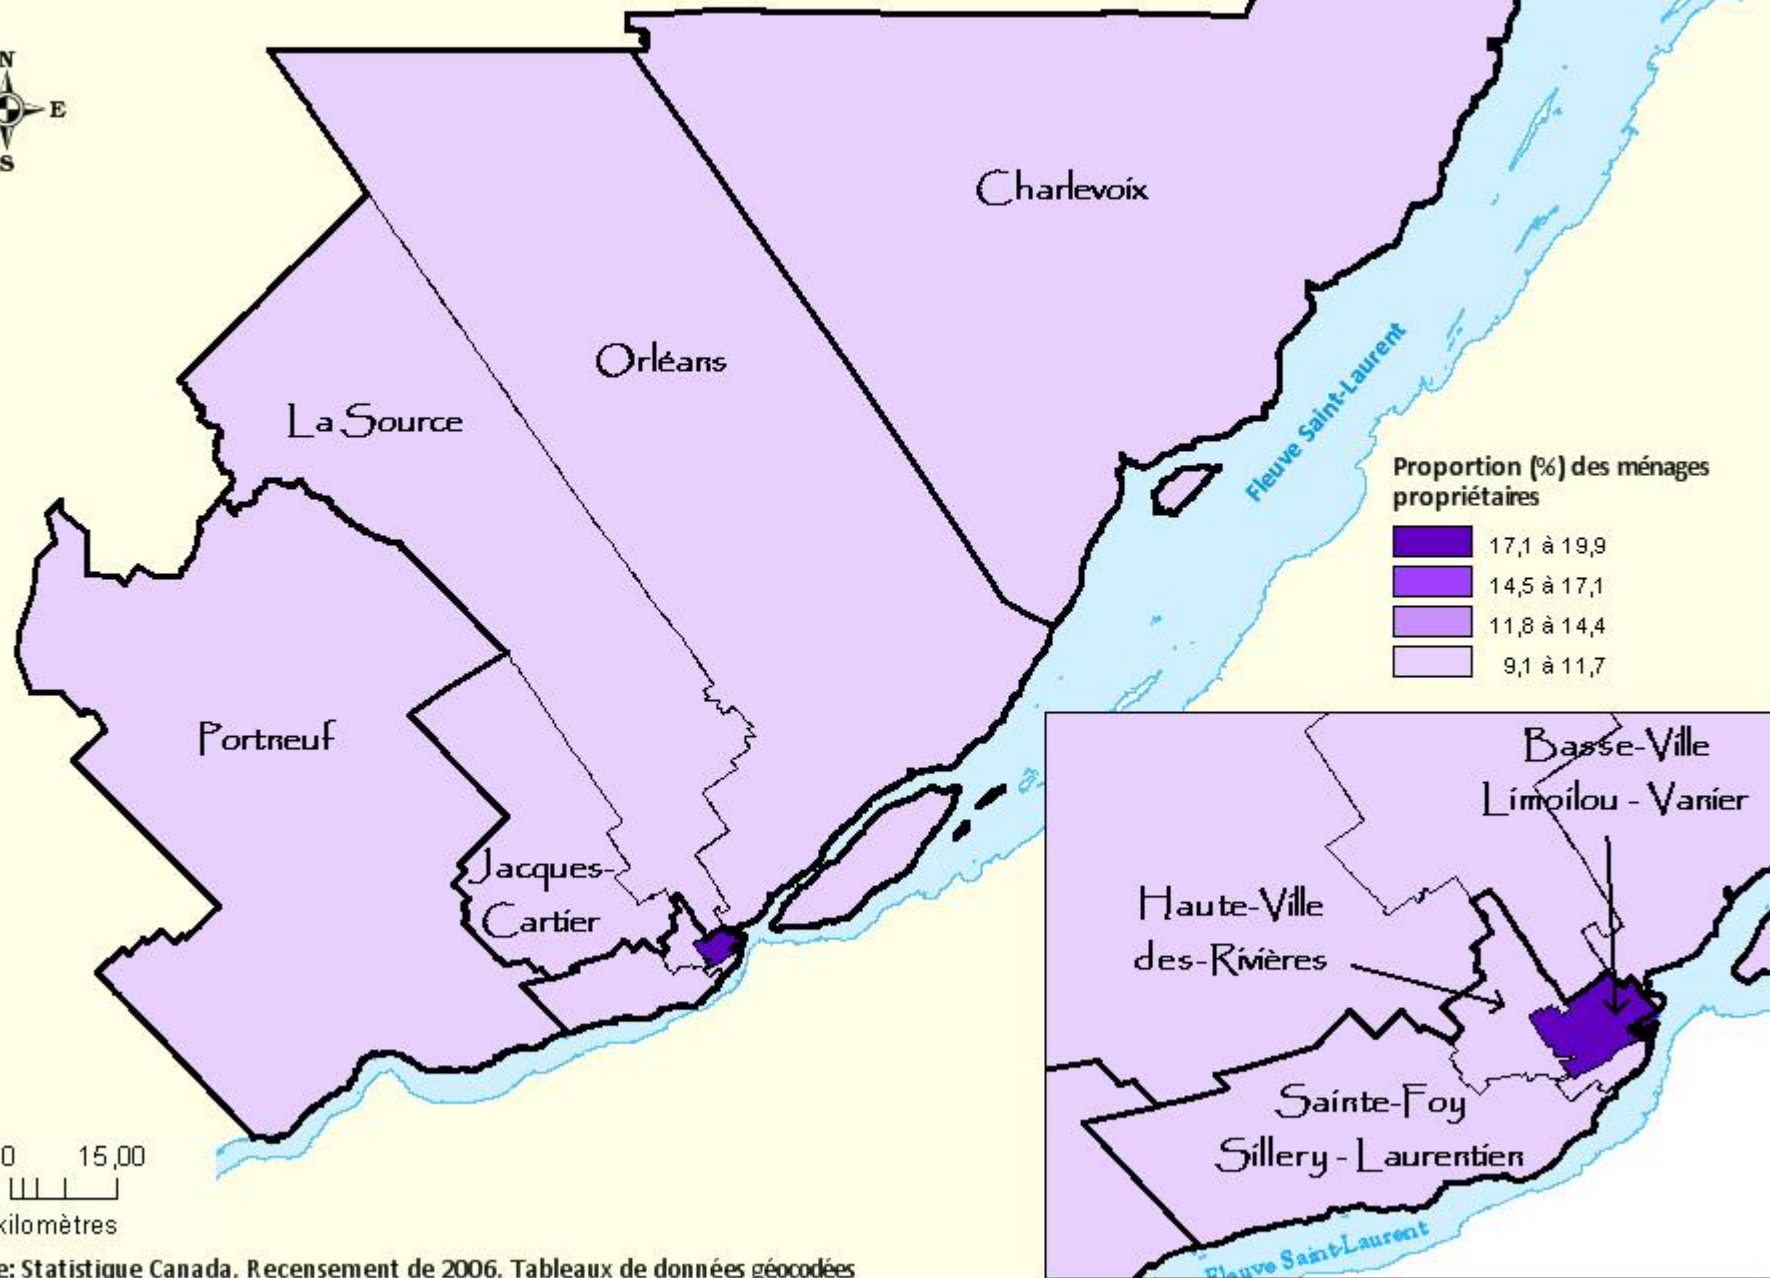 N
E
S
Charlevoix
Orléans
La Source
Fleuve Saint-Laurent
Proportion (%) des ménages
propriétaires
17,1 à 19,9
14,5 à 17,1
11,8 à 14,4
9,1 à 11,7
Portneuf
Jacques-
Cartier
Basse-Ville
Limoilou - Vanier
Haute-Ville
des-Rivières
Sainte-Foy
Sillery - Laurentien
Fleuve Saint-Laurent
0 15,00
kilomètres
e: Statistique Canada, Recensement de 2006, Tableaux de données géocodées